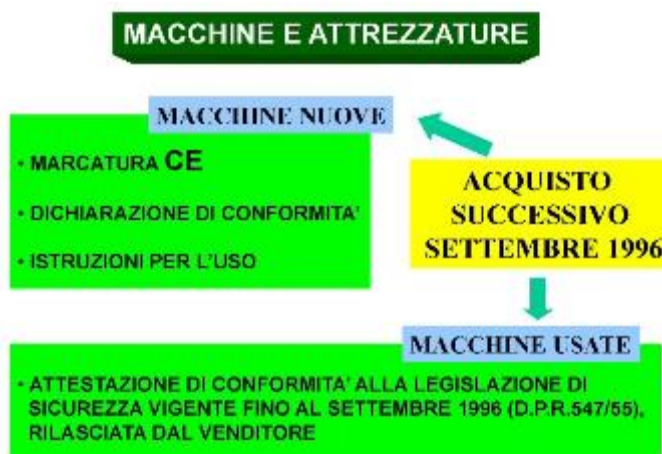 MACCHINE E ATTREZZATURE
MACCHINE NUOVE
• MARCATURA CE
• DICHIARAZIONE DI CONFORMITA'
• ISTRUZIONI PER L'USO
ACQUISTO
SUCCESSIVO
SETTEMBRE 1996
MACCHINE USATE
• ATTESTAZIONE DI CONFORMITA' ALLA LEGISLAZIONE DI
SICUREZZA VIGENTE FINO AL SETTEMBRE 1996 (D.P.R.547/55),
RILASCIATA DAL VENDITORE